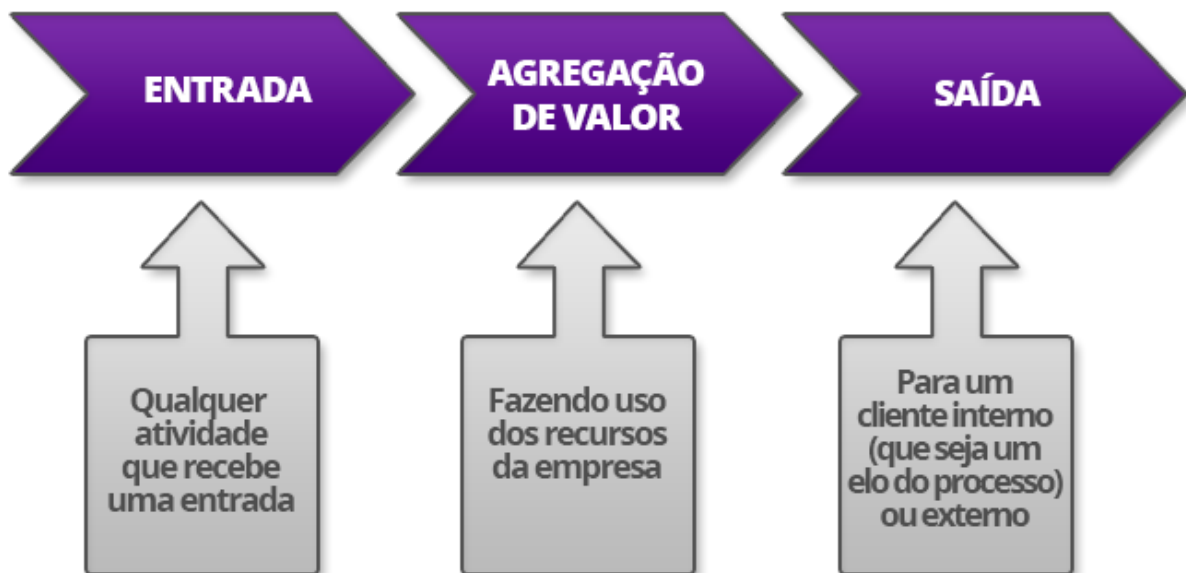 ENTRADA
AGREGAÇÃO
DE VALOR
SAÍDA
Qualquer
atividade
que recebe
uma entrada
Fazendo uso
dos recursos
da empresa
Para um
cliente interno
(que seja um
elo do processo)
ou externo